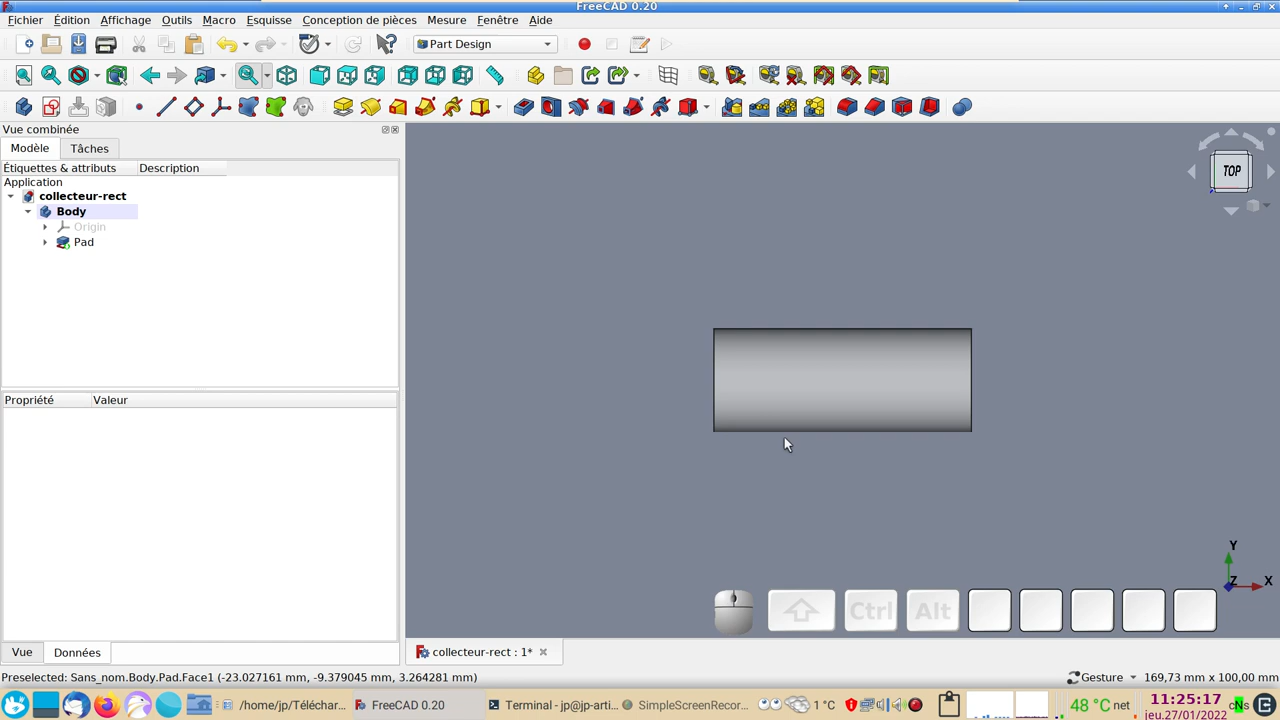 FreeCAD 0.20
Fichier Édition Affichage Outils Macro Esquisse Conception de pièces Mesure Fenêtre Aide
Part Design
Vue combinée
Modèle Tâches
Étiquettes & attributs Description
Application
collecteur-rect
Body
Origin
Pad
Propriété Valeur
TOP
Y
Z X
Ctrl Alt
Vue Données
collecteur-rect : 1*
Preselected: Sans_nom.Body.Pad.Face1 (-23.027161 mm, -9.379045 mm, 3.264281 mm)
Gesture 169,73 mm x 100,00 mm
/home/jp/Téléchar... FreeCAD 0.20 Terminal - jp@jp-arti... SimpleScreenRecor... 1 °C 48 °C net 11:25:17 cNs
jeu.27/01/2022